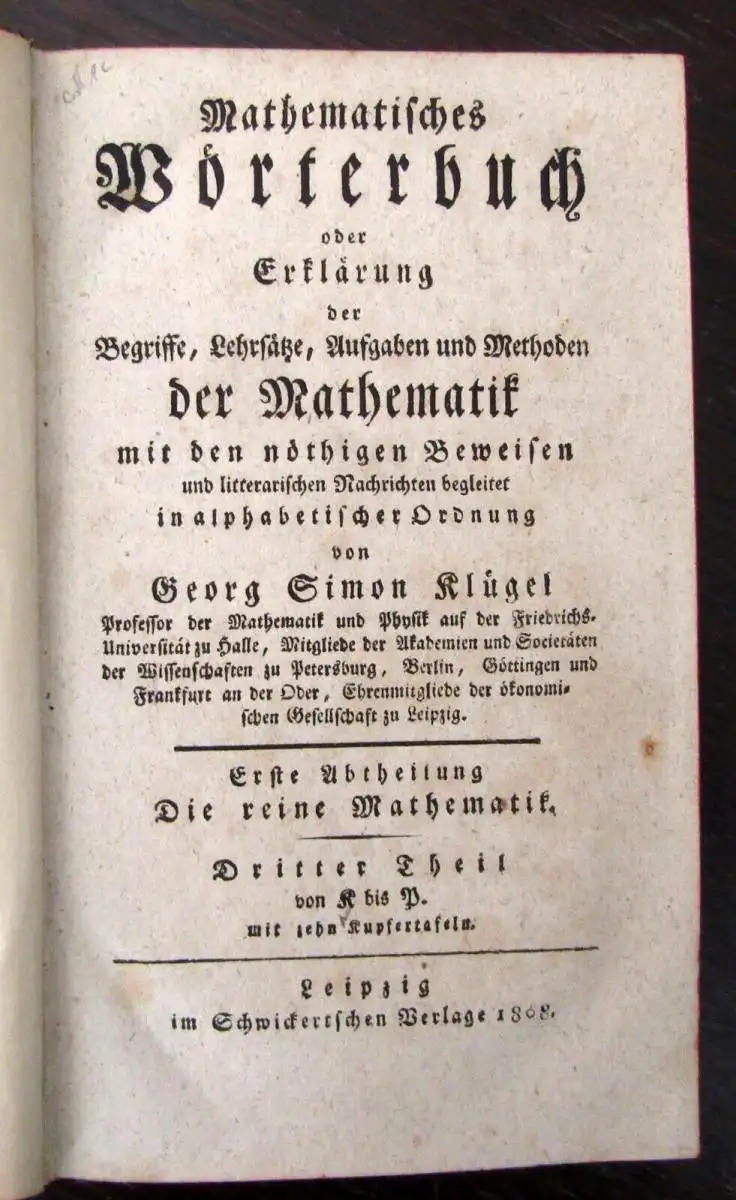 Mathematisches
Wörterbuch
oder
Erklärung
der
Begriffe, Lehrsätze, Aufgaben und Methoden
der Mathematik
mit den nöthigen Beweisen
und litterarischen Nachrichten begleitet
in alphabetischer Ordnung
von
Georg Simon Klügel
Professor der Mathematik und Physik auf der Friedrichs-
Universität zu Halle, Mitgliede der Akademien und Societäten
der Wissenschaften zu Petersburg, Berlin, Göttingen und
Frankfurt an der Oder, Ehrenmitgliede der ökonomi-
schen Gesellschaft zu Leipzig.
Erste Abtheilung
Die reine Mathematik.
Dritter Theil
von K bis P.
mit zehn Kupfertafeln.
Leipzig
im Schwickertschen Verlage 1808.